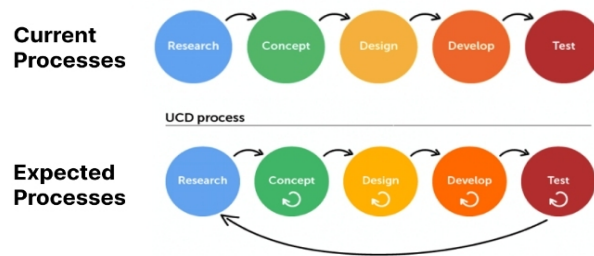 Current
Processes
Research
Concept
Design
Develop
Test
UCD process
Expected
Processes
Research
Concept
Design
Develop
Test